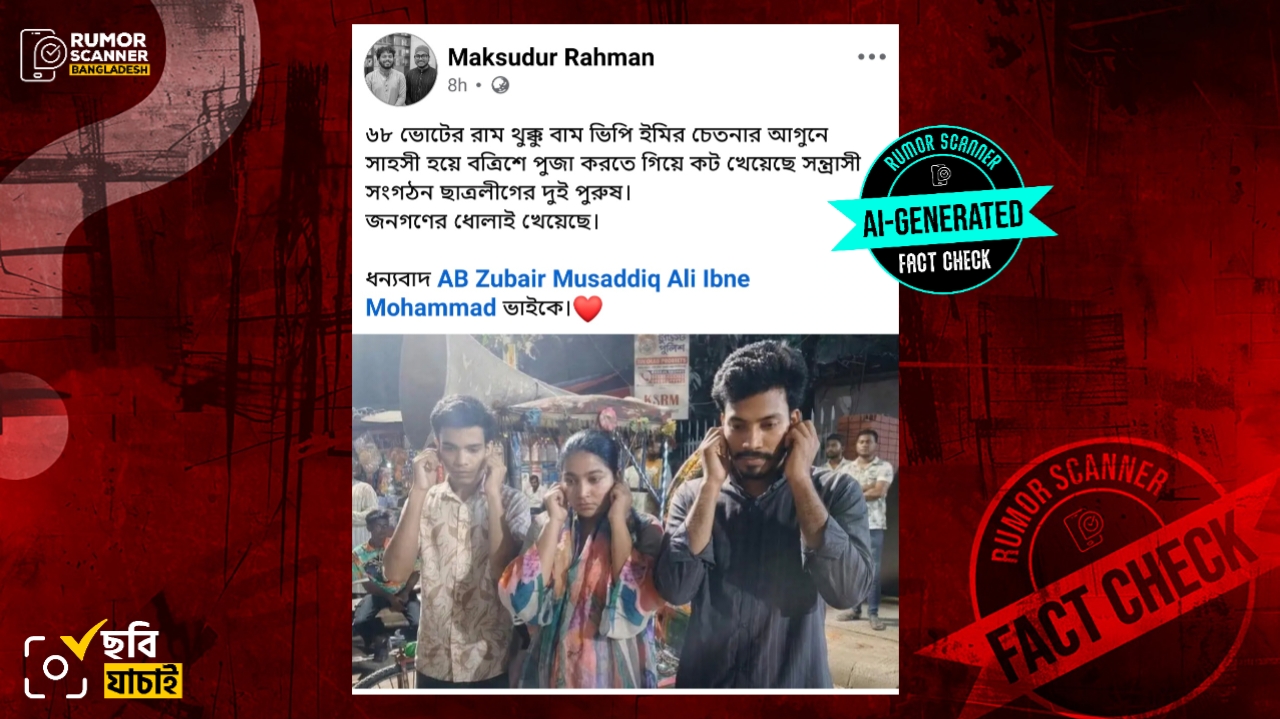 RUMOR
SCANNER
BANGLADESH
Maksudur Rahman
8h
৬৮ ভোটের রাম থুক্কু বাম ভিপি ইমির চেতনার আগুনে
সাহসী হয়ে বত্রিশে পুজা করতে গিয়ে কট খেয়েছে সন্ত্রাসী
সংগঠন ছাত্রলীগের দুই পুরুষ।
জনগণের ধোলাই খেয়েছে।
ধন্যবাদ AB Zubair Musaddiq Ali Ibne
Mohammad ভাইকে।
RUMOR SCANNER
AI-GENERATED
FACT CHECK
KSRM
RUMOR SCANNER
FACT CHECK
ছবি
যাচাই